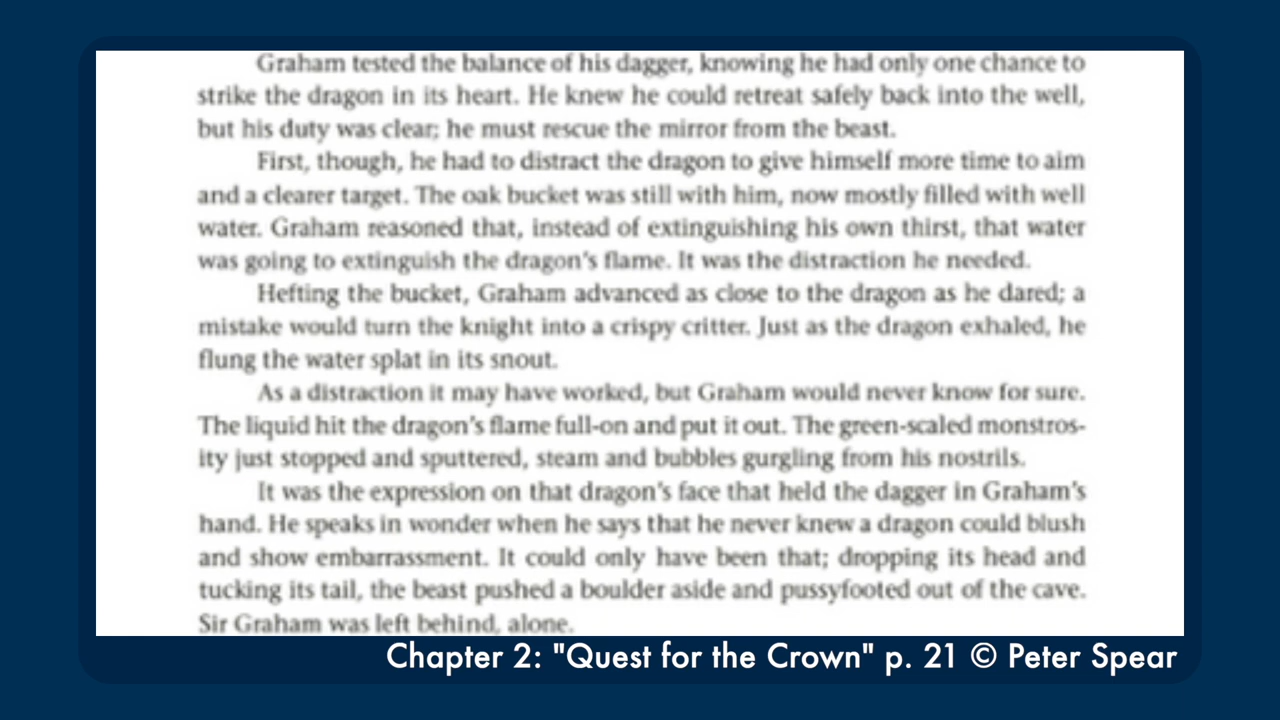 Graham tested the balance of his dagger, knowing he had only one chance to
strike the dragon in its heart. He knew he could retreat safely back into the well,
but his duty was clear; he must rescue the mirror from the beast.
First, though, he had to distract the dragon to give himself more time to aim
and a clearer target. The oak bucket was still with him, now mostly filled with well
water. Graham reasoned that, instead of extinguishing his own thirst, that water
was going to extinguish the dragon's flame. It was the distraction he needed.
Hefting the bucket, Graham advanced as close to the dragon as he dared; a
mistake would turn the knight into a crispy critter. Just as the dragon exhaled, he
flung the water splat in its snout.
As a distraction it may have worked, but Graham would never know for sure.
The liquid hit the dragon's flame full-on and put it out. The green-scaled monstros-
ity just stopped and sputtered, steam and bubbles gurgling from his nostrils.
It was the expression on that dragon's face that held the dagger in Graham's
hand. He speaks in wonder when he says that he never knew a dragon could blush
and show embarrassment. It could only have been that; dropping its head and
tucking its tail, the beast pushed a boulder aside and pussyfooted out of the cave.
Sir Graham was left behind, alone.
Chapter 2: "Quest for the Crown" p. 21 © Peter Spear